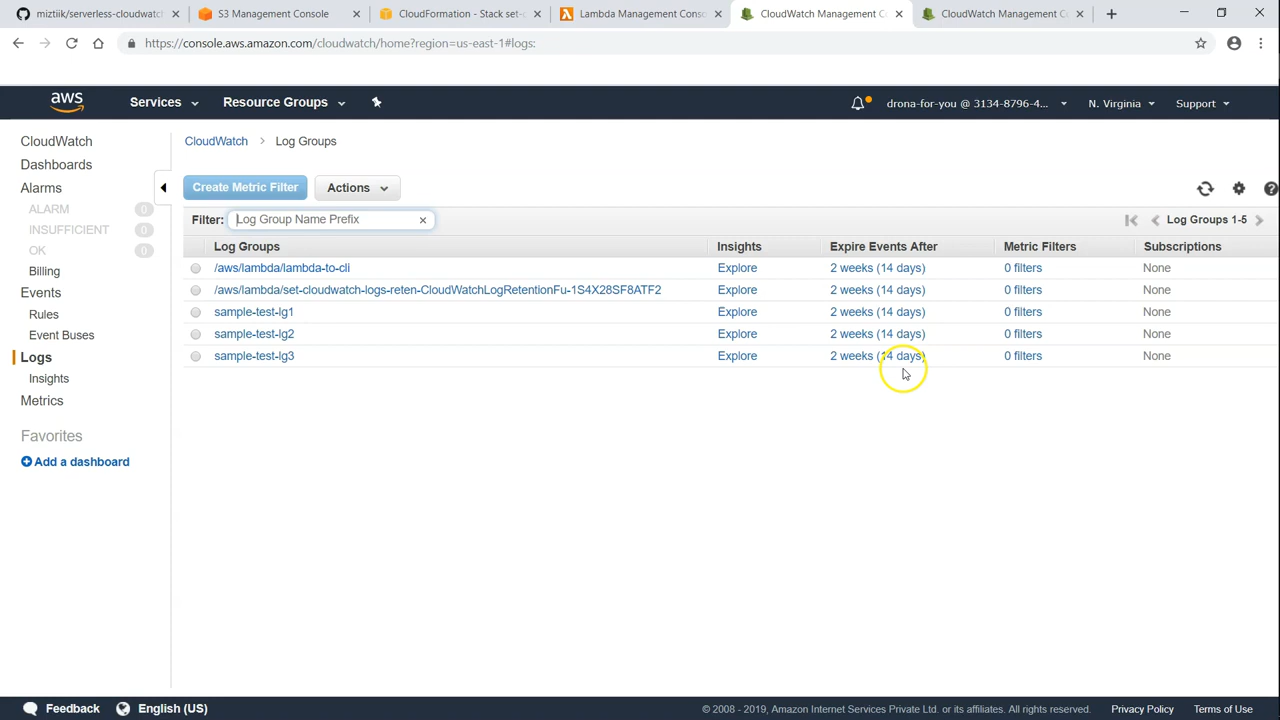 miztiik/serverless-cloudwatch
S3 Management Console
CloudFormation - Stack set-c
Lambda Management Conso
CloudWatch Management Co
CloudWatch Management Co
https://console.aws.amazon.com/cloudwatch/home?region=us-east-1#logs:
aws
Services
Resource Groups
drona-for-you @ 3134-8796-4...
N. Virginia
Support
CloudWatch
Dashboards
Alarms
ALARM 0
INSUFFICIENT 0
OK 0
Billing
Events
Rules
Event Buses
Logs
Insights
Metrics
Favorites
Add a dashboard
CloudWatch > Log Groups
Create Metric Filter
Actions
Filter: Log Group Name Prefix
Log Groups 1-5
Log Groups Insights Expire Events After Metric Filters Subscriptions
/aws/lambda/lambda-to-cli Explore 2 weeks (14 days) 0 filters None
/aws/lambda/set-cloudwatch-logs-reten-CloudWatchLogRetentionFu-1S4X28SF8ATF2 Explore 2 weeks (14 days) 0 filters None
sample-test-lg1 Explore 2 weeks (14 days) 0 filters None
sample-test-lg2 Explore 2 weeks (14 days) 0 filters None
sample-test-lg3 Explore 2 weeks (14 days) 0 filters None
Feedback
English (US)
© 2008 - 2019, Amazon Internet Services Private Ltd. or its affiliates. All rights reserved.
Privacy Policy
Terms of Use